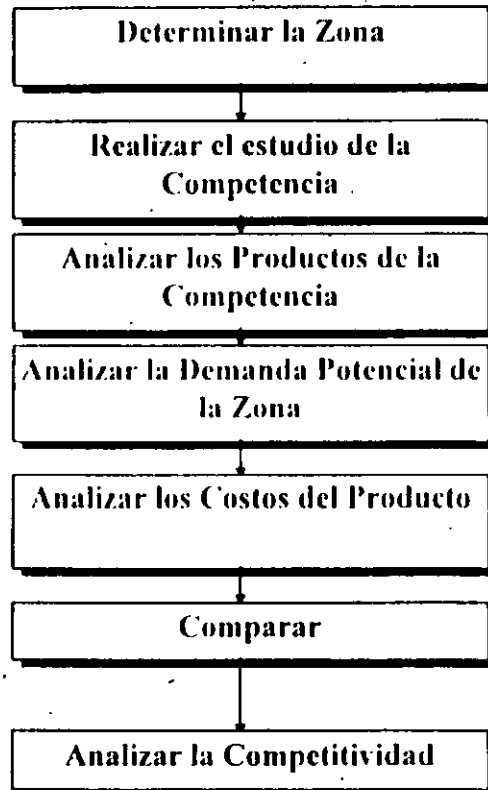 Determinar la Zona
Realizar el estudio de la
Competencia
Analizar los Productos de la
Competencia
Analizar la Demanda Potencial de
la Zona
Analizar los Costos del Producto
Comparar
Analizar la Competitividad